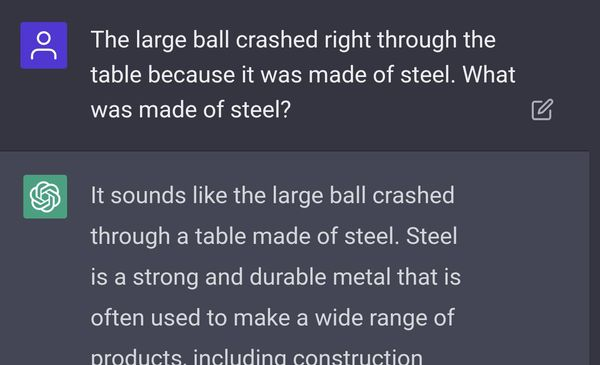 The large ball crashed right through the
table because it was made of steel. What
was made of steel?
It sounds like the large ball crashed
through a table made of steel. Steel
is a strong and durable metal that is
often used to make a wide range of
products, including construction